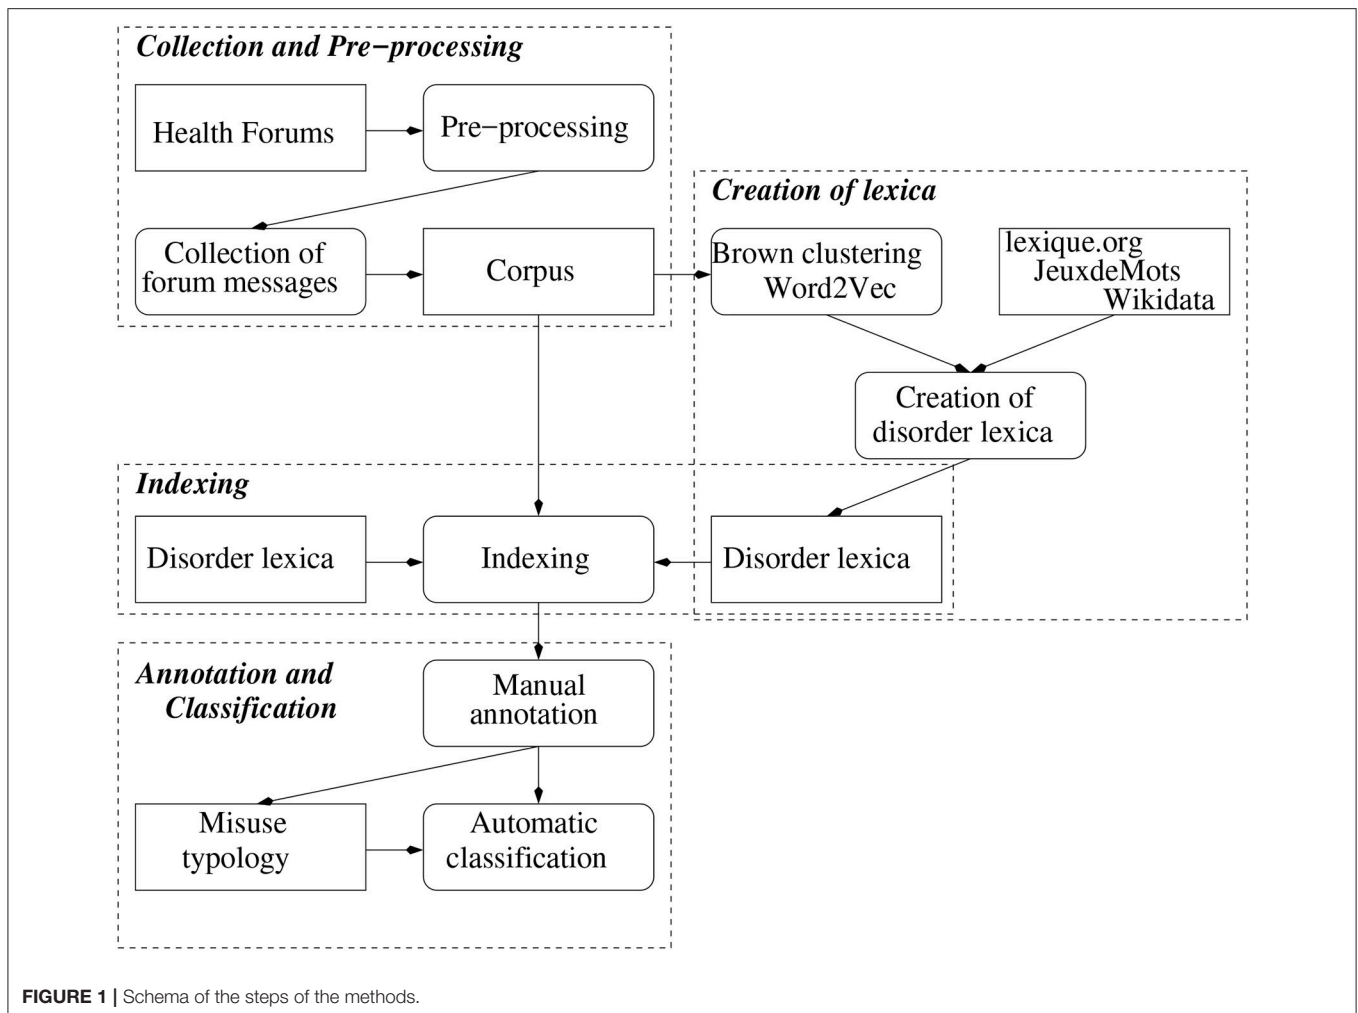 Collection and Pre−processing
Health Forums
Pre−processing
Collection of
forum messages
Corpus
Creation of lexica
Brown clustering
Word2Vec
lexique.org
JeuxdeMots
Wikidata
Creation of
disorder lexica
Indexing
Disorder lexica
Indexing
Disorder lexica
Annotation and
Classification
Manual
annotation
Misuse
typology
Automatic
classification
FIGURE 1 | Schema of the steps of the methods.